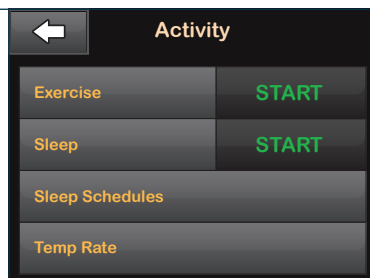 Activity
Exercise START
Sleep START
Sleep Schedules
Temp Rate